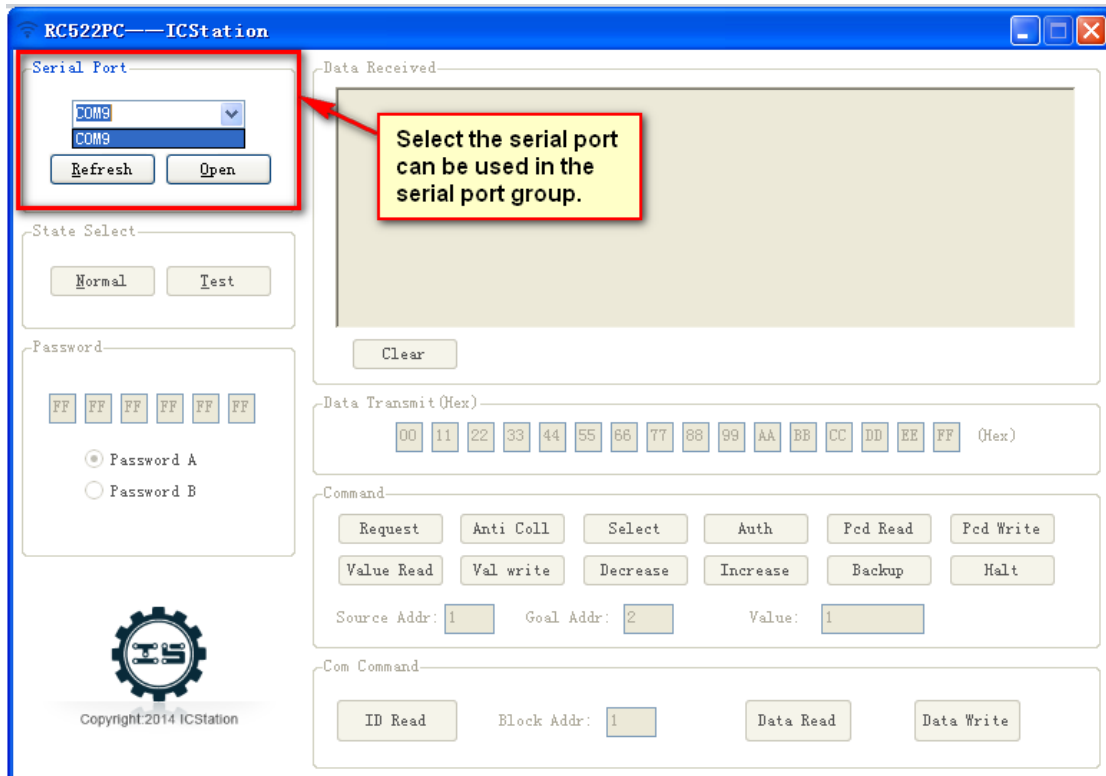 RC522PC——ICStation
Serial Port
COM9
COM9
Refresh Open
Select the serial port
can be used in the
serial port group.
State Select
Normal Test
Password
FF FF FF FF FF FF
Password A
Password B
IS
Copyright:2014 ICStation
Data Received
Clear
Data Transmit(Hex)
00 11 22 33 44 55 66 77 88 99 AA BB CC DD EE FF (Hex)
Command
Request Anti Coll Select Auth Pcd Read Pcd Write
Value Read Val write Decrease Increase Backup Halt
Source Addr: 1 Goal Addr: 2 Value: 1
Com Command
ID Read Block Addr: 1 Data Read Data Write